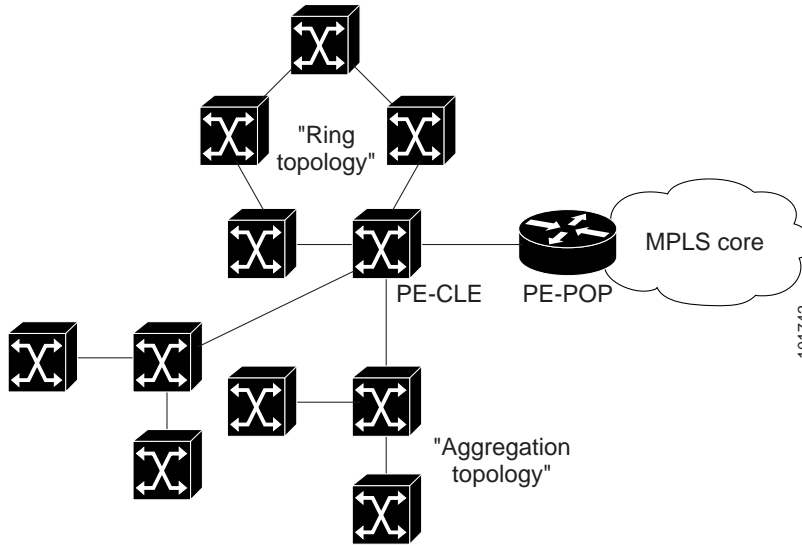 "Ring
topology"
MPLS core
PE-CLE
PE-POP
"Aggregation
topology"